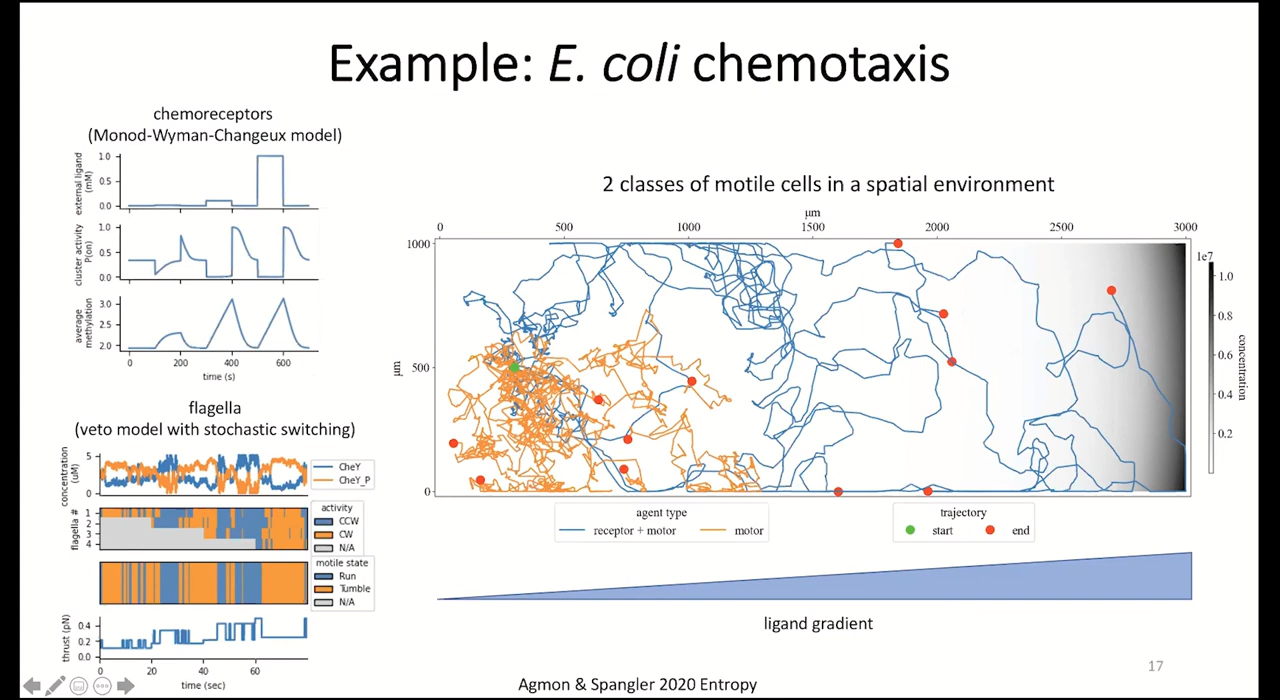 Example: E. coli chemotaxis
chemoreceptors
(Monod-Wyman-Changeux model)
external ligand
(mM)
1.0
0.5
0.0
cluster activity
P(on)
1.0
0.5
0.0
average
methylation
3.0
2.5
2.0
0 200 400 600
time (s)
flagella
(veto model with stochastic switching)
concentration
(uM)
5
0
CheY
CheY_P
flagella #
1
2
3
4
activity
CCW
CW
N/A
motile state
Run
Tumble
N/A
thrust (pN)
0.4
0.2
0.0
0 20 40 60
time (sec)
2 classes of motile cells in a spatial environment
μm
0 500 1000 1500 2000 2500 3000
μm
1000
500
0
1e7
1.0
0.8
0.6
0.4
0.2
concentration
agent type
receptor + motor motor
trajectory
start end
ligand gradient
17
Agmon & Spangler 2020 Entropy